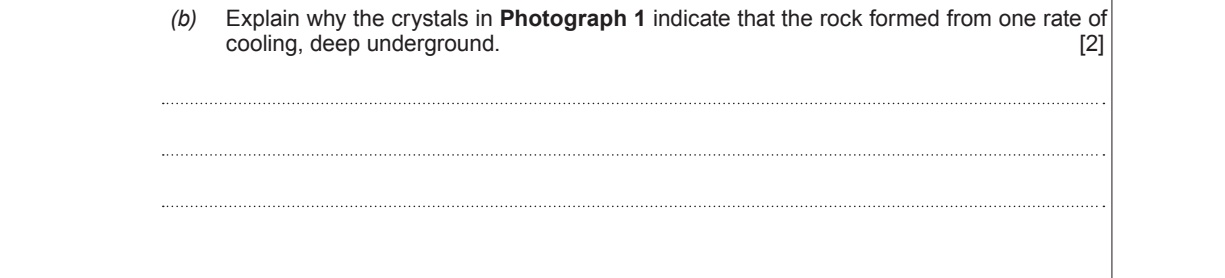 (b) Explain why the crystals in Photograph 1 indicate that the rock formed from one rate of
cooling, deep underground. [2]